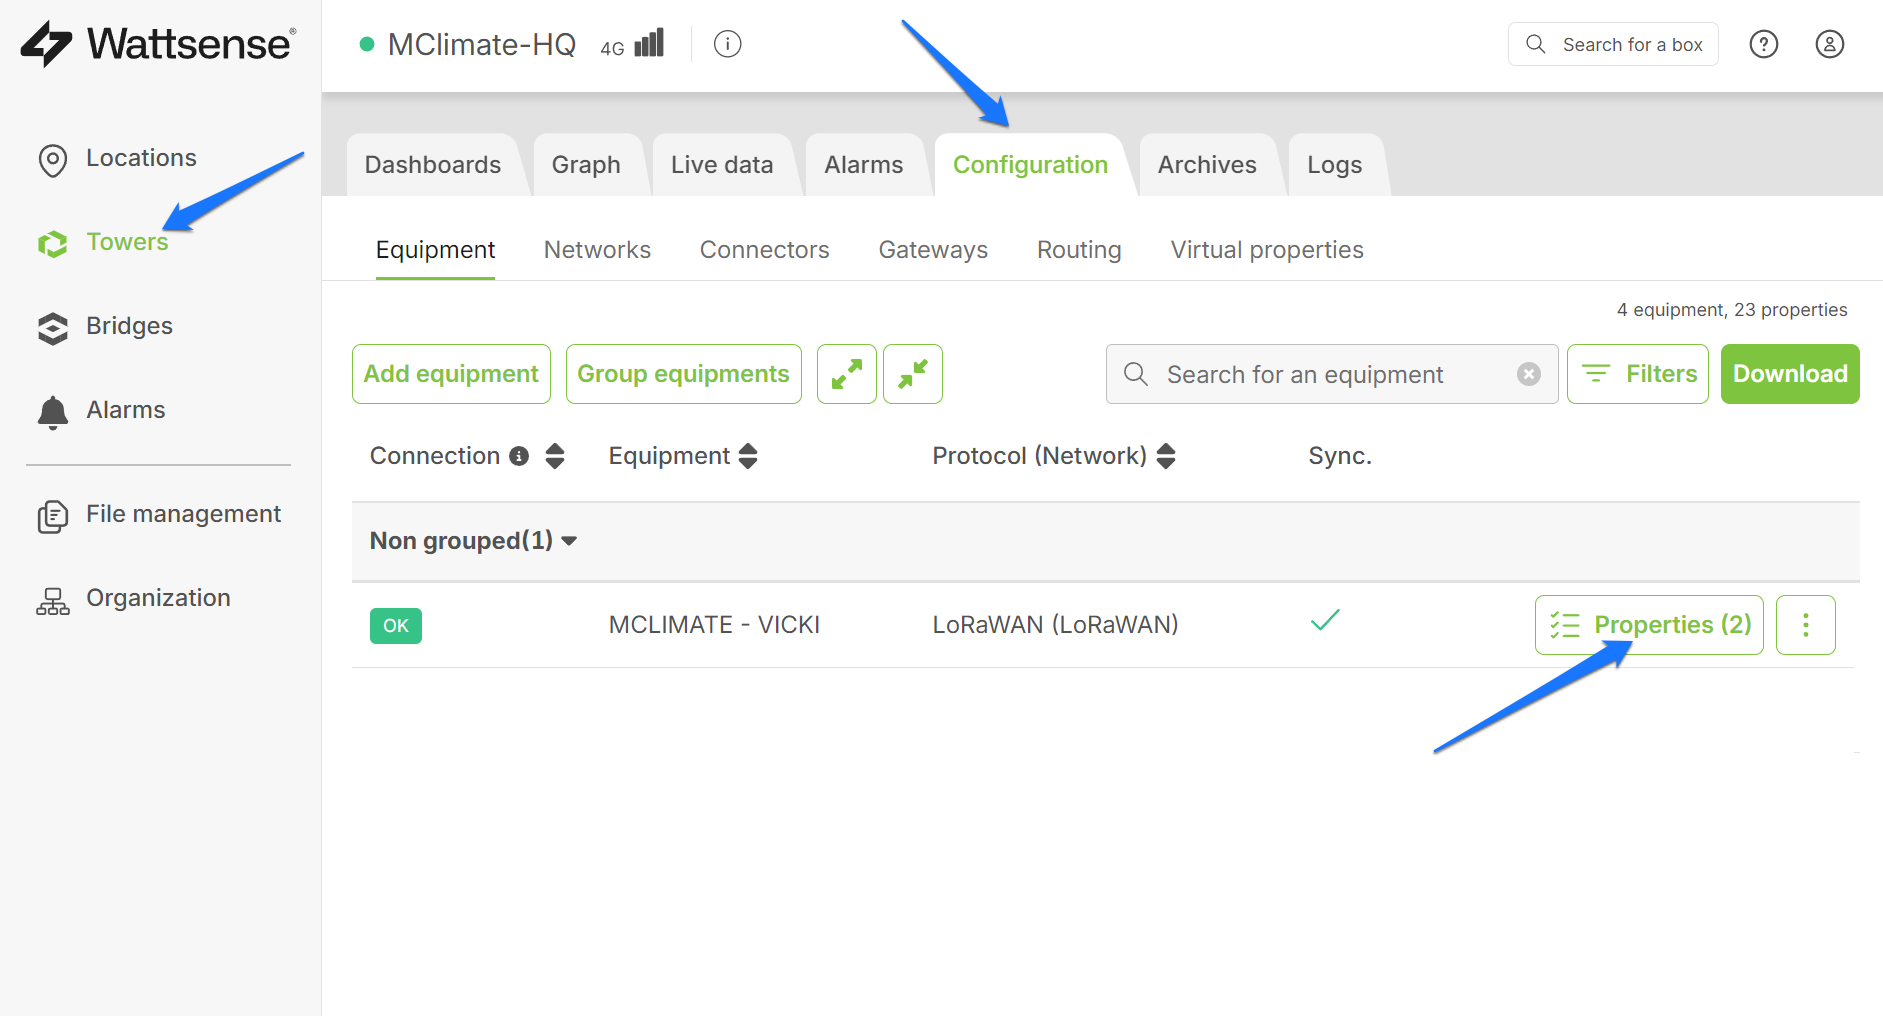 Wattsense®
MClimate-HQ 4G
Search for a box
Locations
Towers
Bridges
Alarms
File management
Organization
Dashboards Graph Live data Alarms Configuration Archives Logs
Equipment Networks Connectors Gateways Routing Virtual properties
4 equipment, 23 properties
Add equipment Group equipments Search for an equipment Filters Download
Connection Equipment Protocol (Network) Sync.
Non grouped(1)
OK MCLIMATE - VICKI LoRaWAN (LoRaWAN) Properties (2)